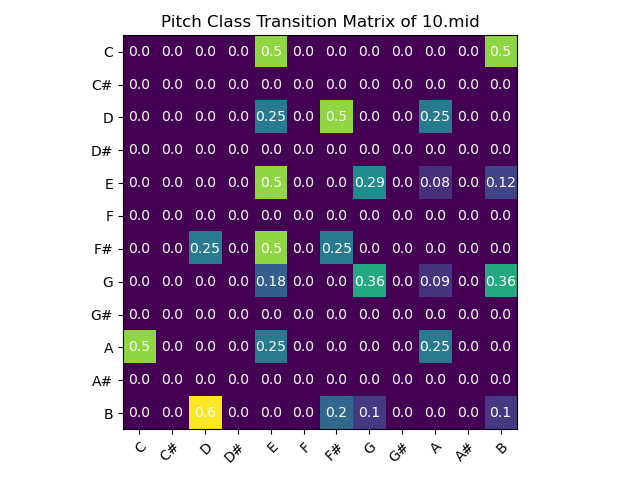 Pitch Class Transition Matrix of 10.mid
C 0.0 0.0 0.0 0.0 0.5 0.0 0.0 0.0 0.0 0.0 0.0 0.5
C# 0.0 0.0 0.0 0.0 0.0 0.0 0.0 0.0 0.0 0.0 0.0 0.0
D 0.0 0.0 0.0 0.0 0.25 0.0 0.5 0.0 0.0 0.25 0.0 0.0
D# 0.0 0.0 0.0 0.0 0.0 0.0 0.0 0.0 0.0 0.0 0.0 0.0
E 0.0 0.0 0.0 0.0 0.5 0.0 0.0 0.29 0.0 0.08 0.0 0.12
F 0.0 0.0 0.0 0.0 0.0 0.0 0.0 0.0 0.0 0.0 0.0 0.0
F# 0.0 0.0 0.25 0.0 0.5 0.0 0.25 0.0 0.0 0.0 0.0 0.0
G 0.0 0.0 0.0 0.0 0.18 0.0 0.0 0.36 0.0 0.09 0.0 0.36
G# 0.0 0.0 0.0 0.0 0.0 0.0 0.0 0.0 0.0 0.0 0.0 0.0
A 0.5 0.0 0.0 0.0 0.25 0.0 0.0 0.0 0.0 0.25 0.0 0.0
A# 0.0 0.0 0.0 0.0 0.0 0.0 0.0 0.0 0.0 0.0 0.0 0.0
B 0.0 0.0 0.6 0.0 0.0 0.0 0.2 0.1 0.0 0.0 0.0 0.1
C C# D D# E F F# G G# A A# B